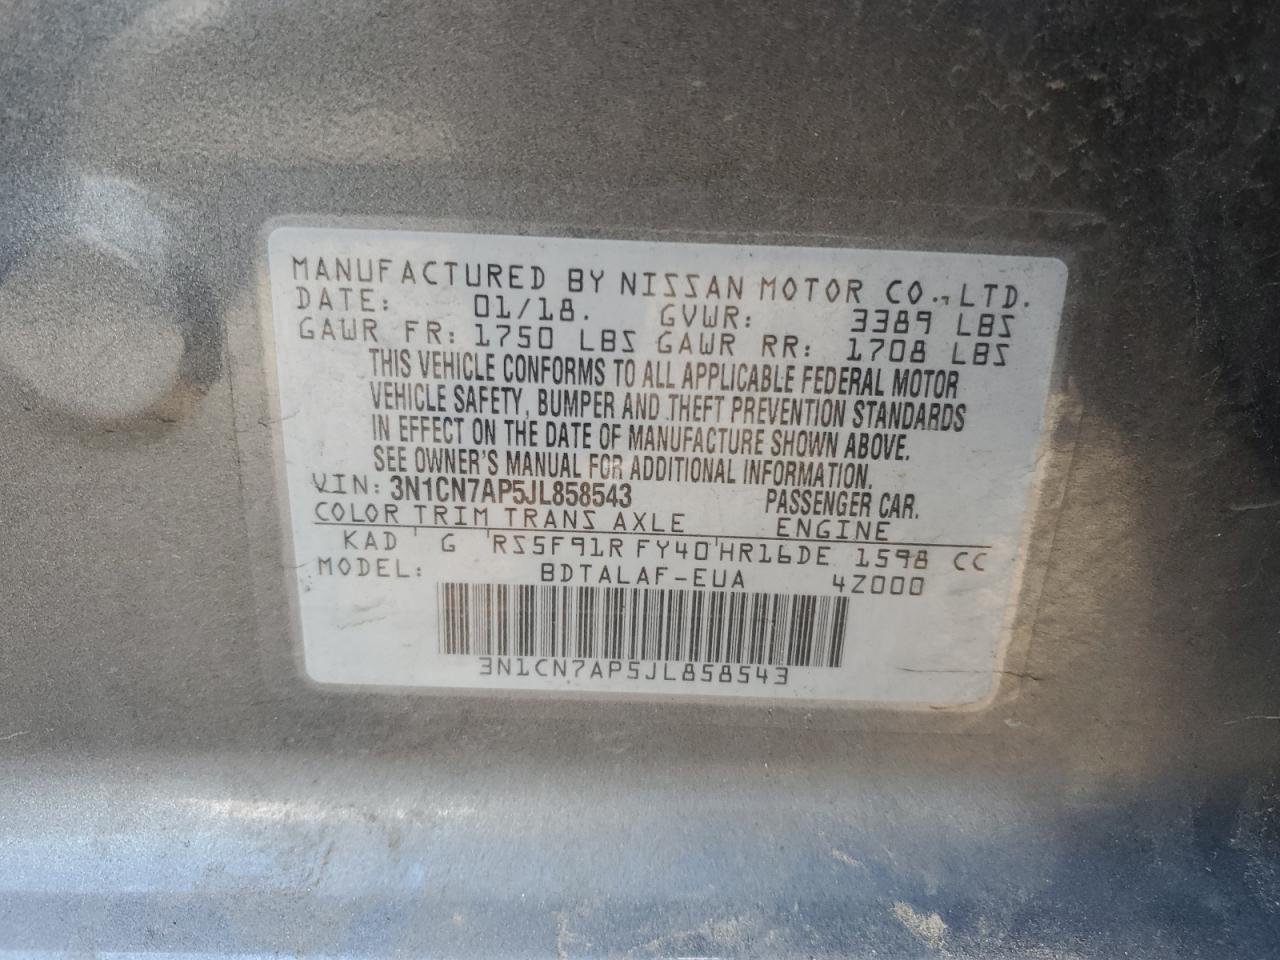 MANUFACTURED BY NISSAN MOTOR CO., LTD.
DATE: 01/18. GVWR: 3389 LBS
GAWR FR: 1750 LBS GAWR RR: 1708 LBS
THIS VEHICLE CONFORMS TO ALL APPLICABLE FEDERAL MOTOR
VEHICLE SAFETY, BUMPER AND THEFT PREVENTION STANDARDS
IN EFFECT ON THE DATE OF MANUFACTURE SHOWN ABOVE.
SEE OWNER'S MANUAL FOR ADDITIONAL INFORMATION.
VIN: 3N1CN7AP5JL858543 PASSENGER CAR.
COLOR TRIM TRANS AXLE ENGINE
KAD ' G 'RS5F91R FY40'HR16DE 1598 CC
MODEL: BDTALAF-EUA 4Z000
3N1CN7AP5JL858543